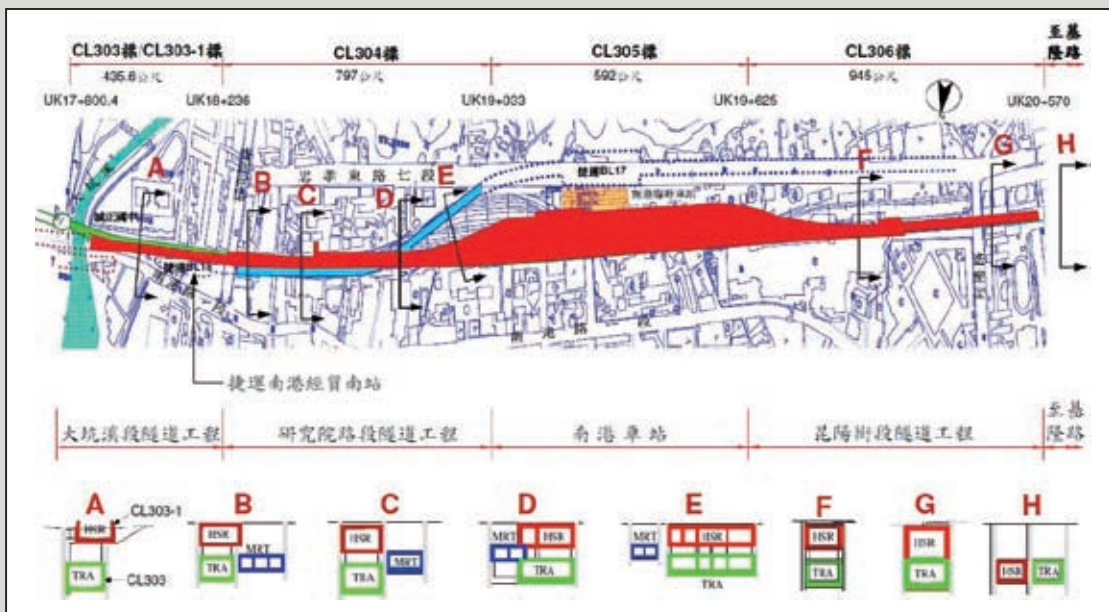 CL303標/CL303-1標
CL304標
CL305標
CL306標
至基
隆路
435.6公尺
797公尺
592公尺
945公尺
UK17+800.4
UK18+236
UK19+033
UK19+625
UK20+570
A
B
C
D
E
F
G
H
忠孝東路七段
捷運BL17
捷運南港經貿南站
大坑溪段隧道工程
研究院路段隧道工程
南港車站
昆陽街段隧道工程
至基
隆路
A
B
C
D
E
F
G
H
CL303-1
HSR
TRA
CL303
HSR
MRT
TRA
HSR
MRT
TRA
MRT
HSR
TRA
MRT
HSR
TRA
HSR
TRA
HSR
TRA
HSR
TRA